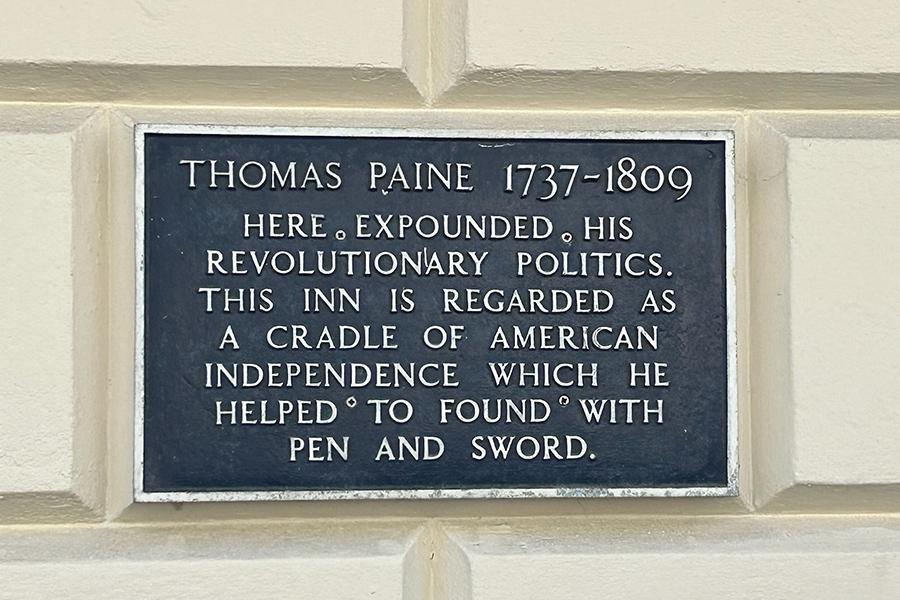 THOMAS PAINE 1737-1809
HERE EXPOUNDED HIS
REVOLUTIONARY POLITICS.
THIS INN IS REGARDED AS
A CRADLE OF AMERICAN
INDEPENDENCE WHICH HE
HELPED TO FOUND WITH
PEN AND SWORD.